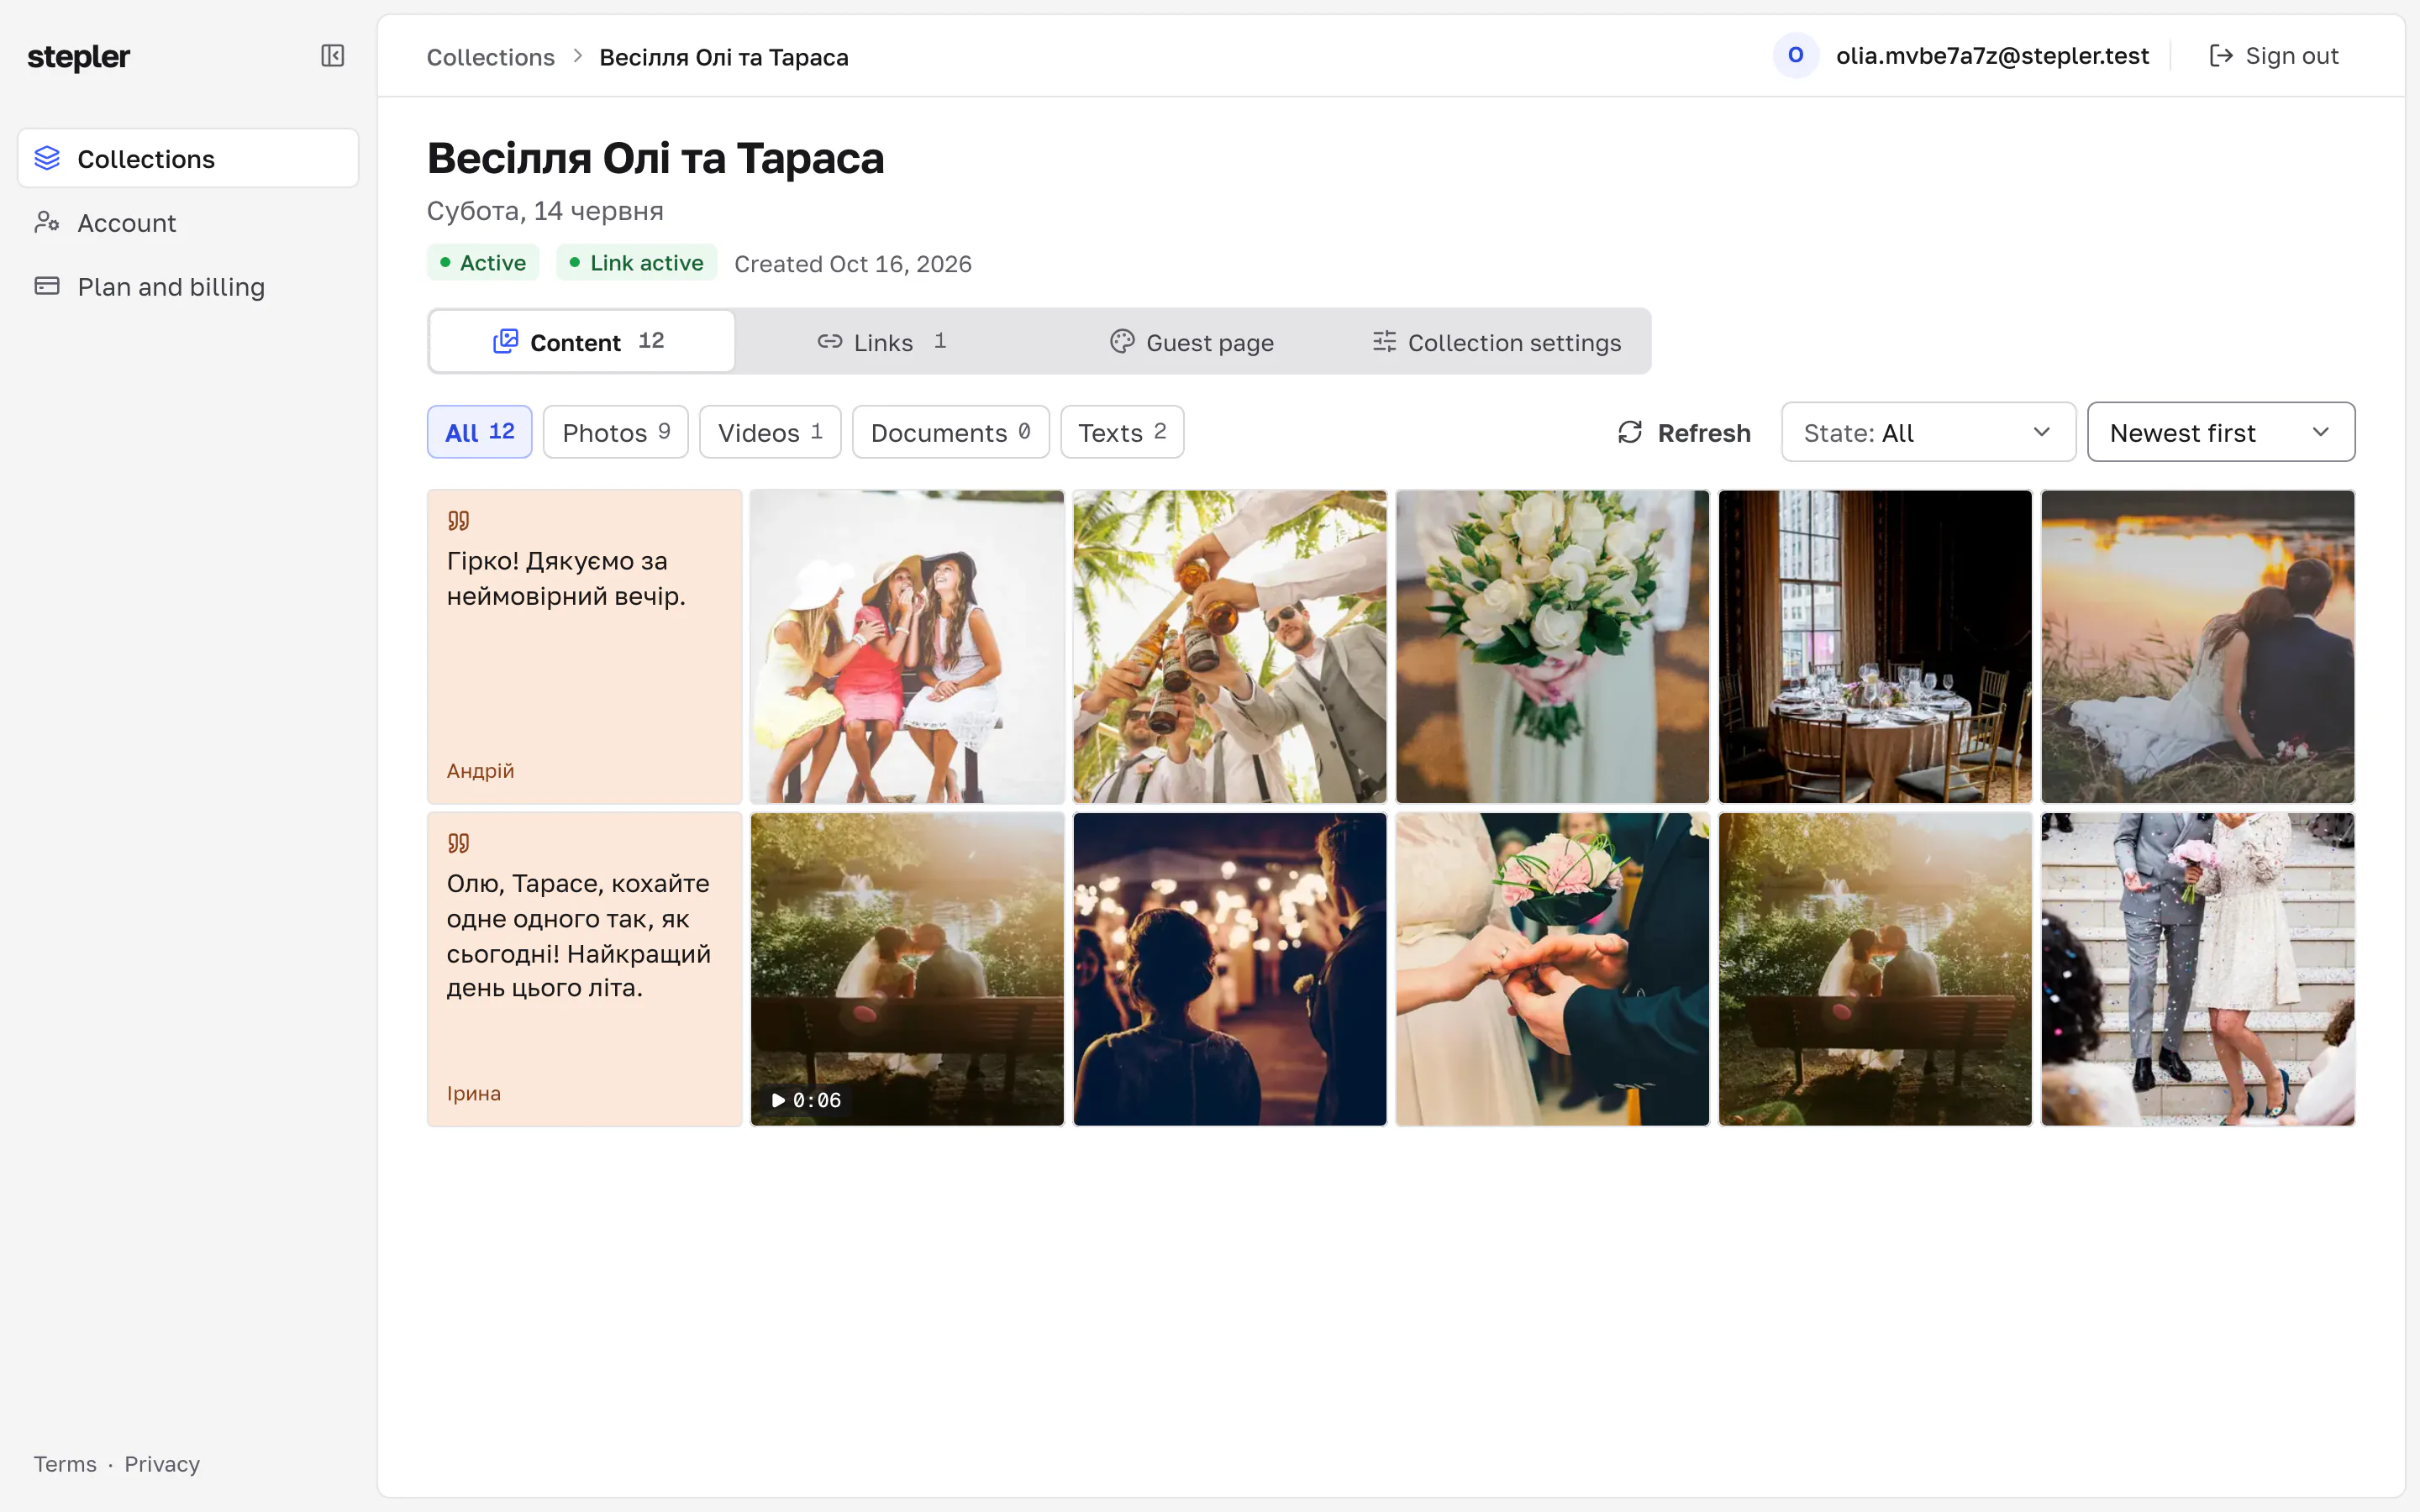 stepler
Collections
Account
Plan and billing
Terms · Privacy
Collections > Весілля Олі та Тараса
O olia.mvbe7a7z@stepler.test
Sign out
Весілля Олі та Тараса
Субота, 14 червня
Active Link active Created Oct 16, 2026
Content 12 Links 1 Guest page Collection settings
All 12 Photos 9 Videos 1 Documents 0 Texts 2
Refresh State: All Newest first
Гірко! Дякуємо за
неймовірний вечір.
Андрій
Олю, Тарасе, кохайте
одне одного так, як
сьогодні! Найкращий
день цього літа.
Ірина
0:06